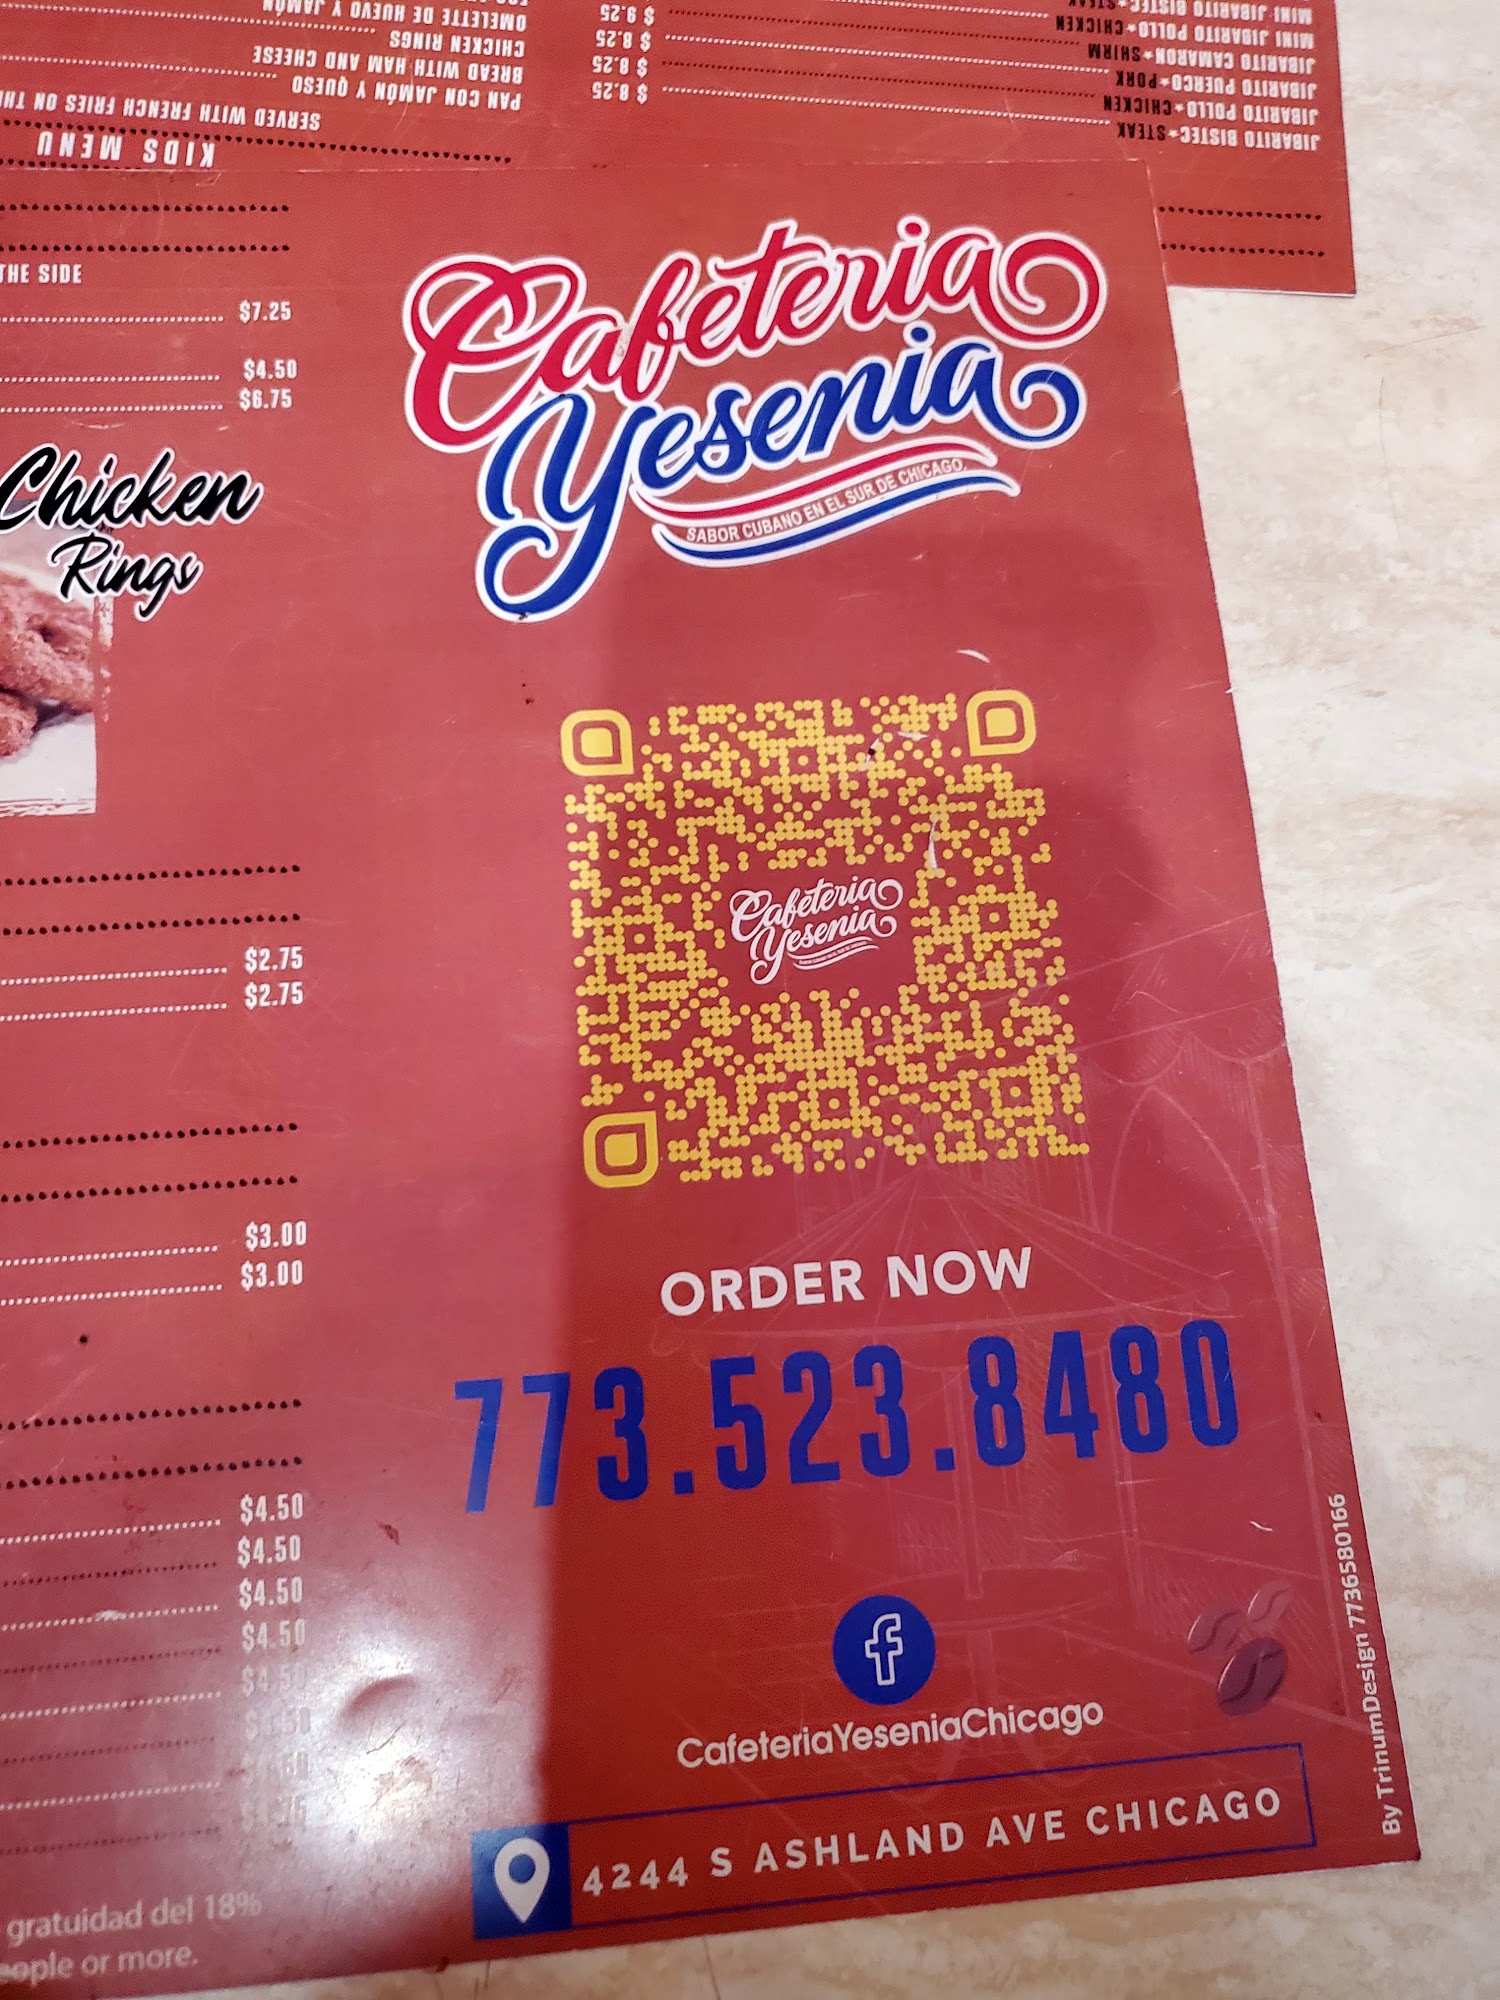 MINI JIBARITO BISTEC★STEAK
MINI JIBARITO POLLO★CHICKEN
JIBARITO CAMARÓN★SHIRM $ 9.25
JIBARITO PUERCO★PORK $ 8.25
JIBARITO POLLO★CHICKEN $ 8.25
JIBARITO BISTEC★STEAK $ 8.25
OMELETTE DE HUEVO Y JAMÓN
CHICKEN RINGS
BREAD WITH HAM AND CHEESE
PAN CON JAMÓN Y QUESO
SERVED WITH FRENCH FRIES ON THE
KIDS MENU
THE SIDE
$7.25
$4.50
$6.75
Chicken
Rings
$2.75
$2.75
$3.00
$3.00
$4.50
$4.50
$4.50
$4.50
$4.50
gratuidad del 18%
people or more.
Cafeteria
Yesenia
SABOR CUBANO EN EL SUR DE CHICAGO.
Cafeteria
Yesenia
ORDER NOW
773.523.8480
f
CafeteriaYeseniaChicago
4244 S ASHLAND AVE CHICAGO
By TrinumDesign 7736580166